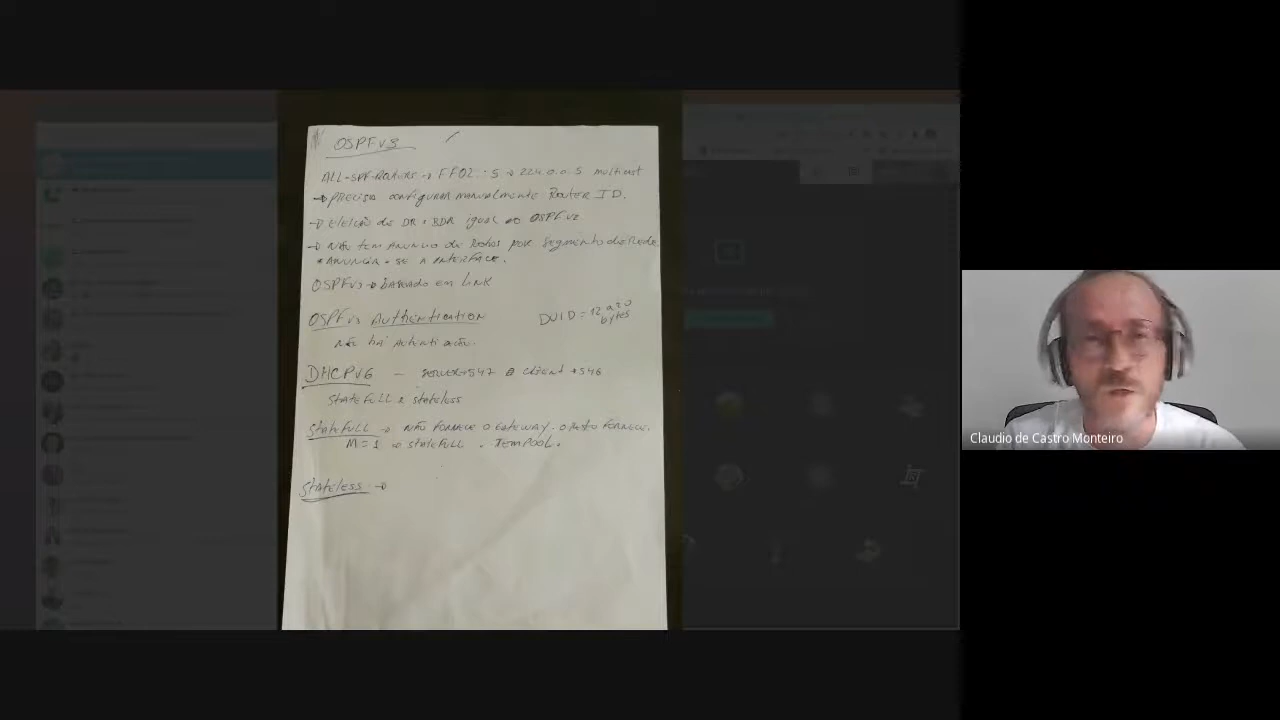 OSPFv3
ALL-SPF-ROUTERS → FF02::5 → 224.0.0.5 multicast
→ PRECISA configurar manualmente Router ID.
→ Eleição do DR e BDR igual ao OSPFv2.
→ NÃO tem ANÚNCIO de Redes por segmento de Rede.
* ANUNCIA-SE A INTERFACE.
OSPFv3 → baseado em LINK
OSPFv3 Authentication
DUID = 12 a 20 bytes
NÃO há autenticação.
DHCPv6 – server 547 e client 546
STATEFULL e stateless
STATEFULL → NÃO FORNECE O GATEWAY. O resto fornece.
M = 1 → STATEFULL. TEM POOL.
Stateless →
Claudio de Castro Monteiro